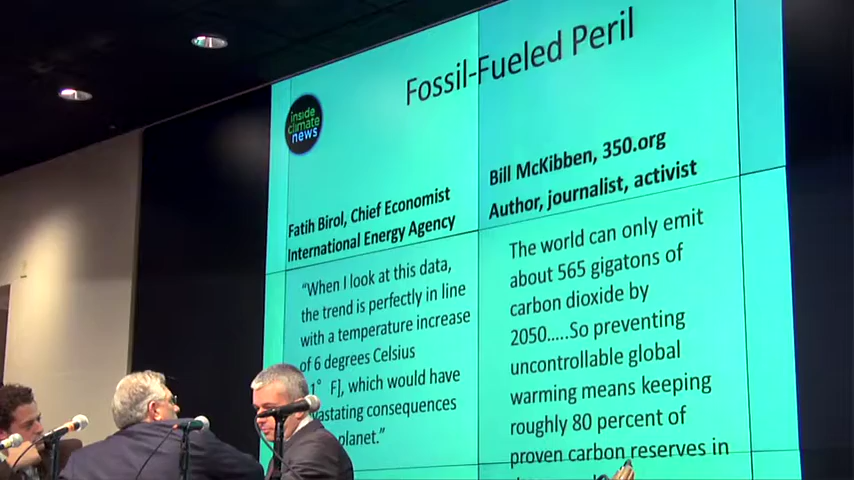 Fossil-Fueled Peril
inside
climate
news
Fatih Birol, Chief Economist
International Energy Agency
"When I look at this data,
the trend is perfectly in line
with a temperature increase
of 6 degrees Celsius
1° F], which would have
vastating consequences
planet."
Bill McKibben, 350.org
Author, journalist, activist
The world can only emit
about 565 gigatons of
carbon dioxide by
2050.....So preventing
uncontrollable global
warming means keeping
roughly 80 percent of
proven carbon reserves in